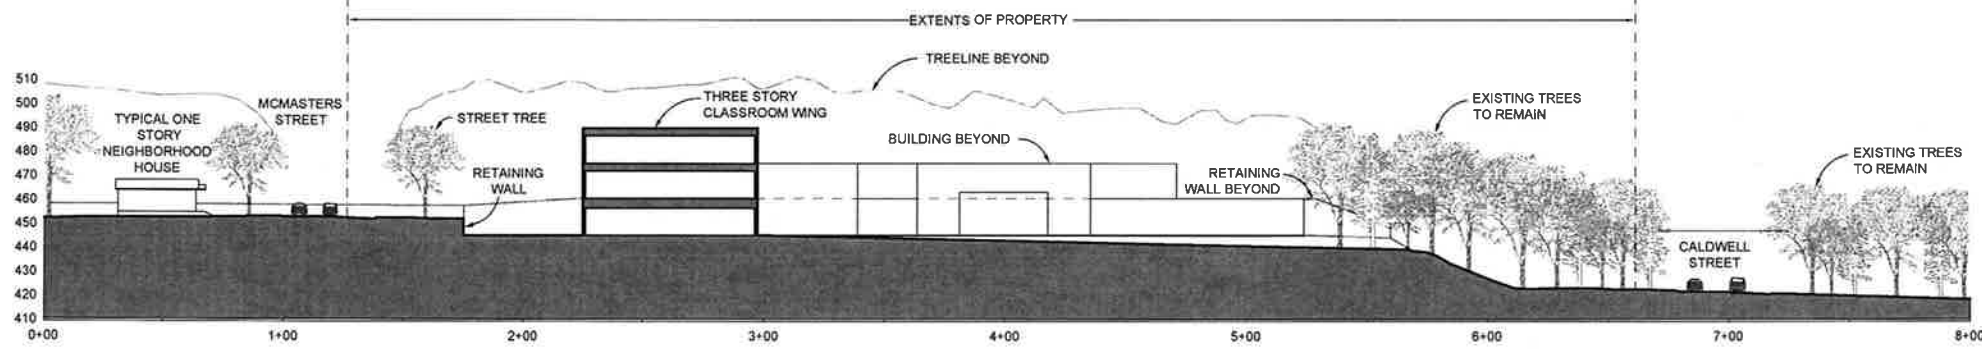 EXTENTS OF PROPERTY
TREELINE BEYOND
510
500
490
480
470
460
450
440
430
420
410
MCMASTERS
STREET
TYPICAL ONE
STORY
NEIGHBORHOOD
HOUSE
STREET TREE
RETAINING
WALL
THREE STORY
CLASSROOM WING
BUILDING BEYOND
RETAINING
WALL BEYOND
EXISTING TREES
TO REMAIN
EXISTING TREES
TO REMAIN
CALDWELL
STREET
0+00 1+00 2+00 3+00 4+00 5+00 6+00 7+00 8+00